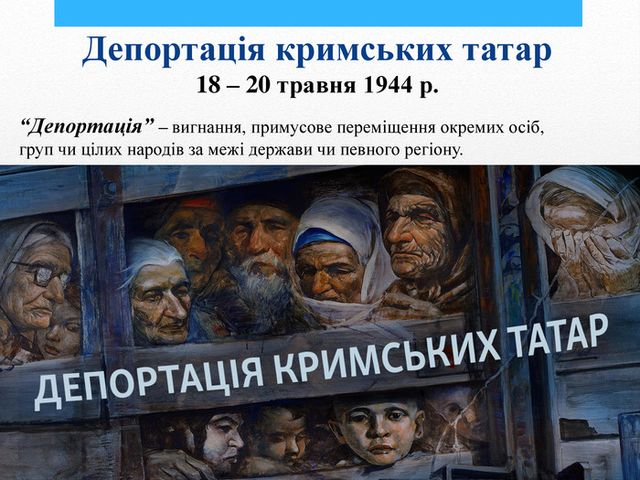 Депортація кримських татар
18 – 20 травня 1944 р.
“Депортація” – вигнання, примусове переміщення окремих осіб,
груп чи цілих народів за межі держави чи певного регіону.
ДЕПОРТАЦІЯ КРИМСЬКИХ ТАТАР